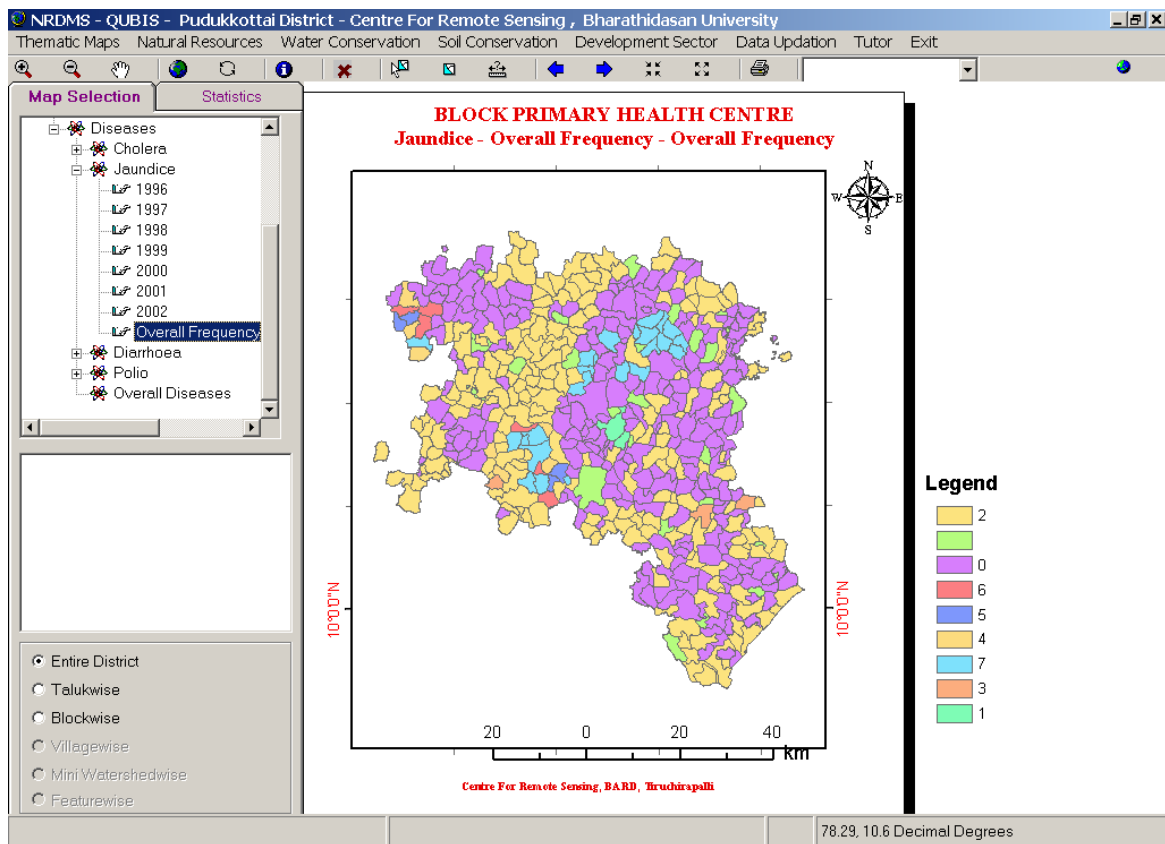 NRDMS - QUBIS - Pudukkottai District - Centre For Remote Sensing , Bharathidasan University
Thematic Maps Natural Resources Water Conservation Soil Conservation Development Sector Data Updation Tutor Exit
Map Selection Statistics
Diseases
Cholera
Jaundice
1996
1997
1998
1999
2000
2001
2002
Overall Frequency
Diarrhoea
Polio
Overall Diseases
Entire District
Talukwise
Blockwise
Villagewise
Mini Watershedwise
Featurewise
BLOCK PRIMARY HEALTH CENTRE
Jaundice - Overall Frequency - Overall Frequency
N
W E
S
10°0'0"N 10°0'0"N
20 0 20 40
km
Centre For Remote Sensing, BARD, Tiruchirapalli
Legend
2
0
6
5
4
7
3
1
78.29, 10.6 Decimal Degrees